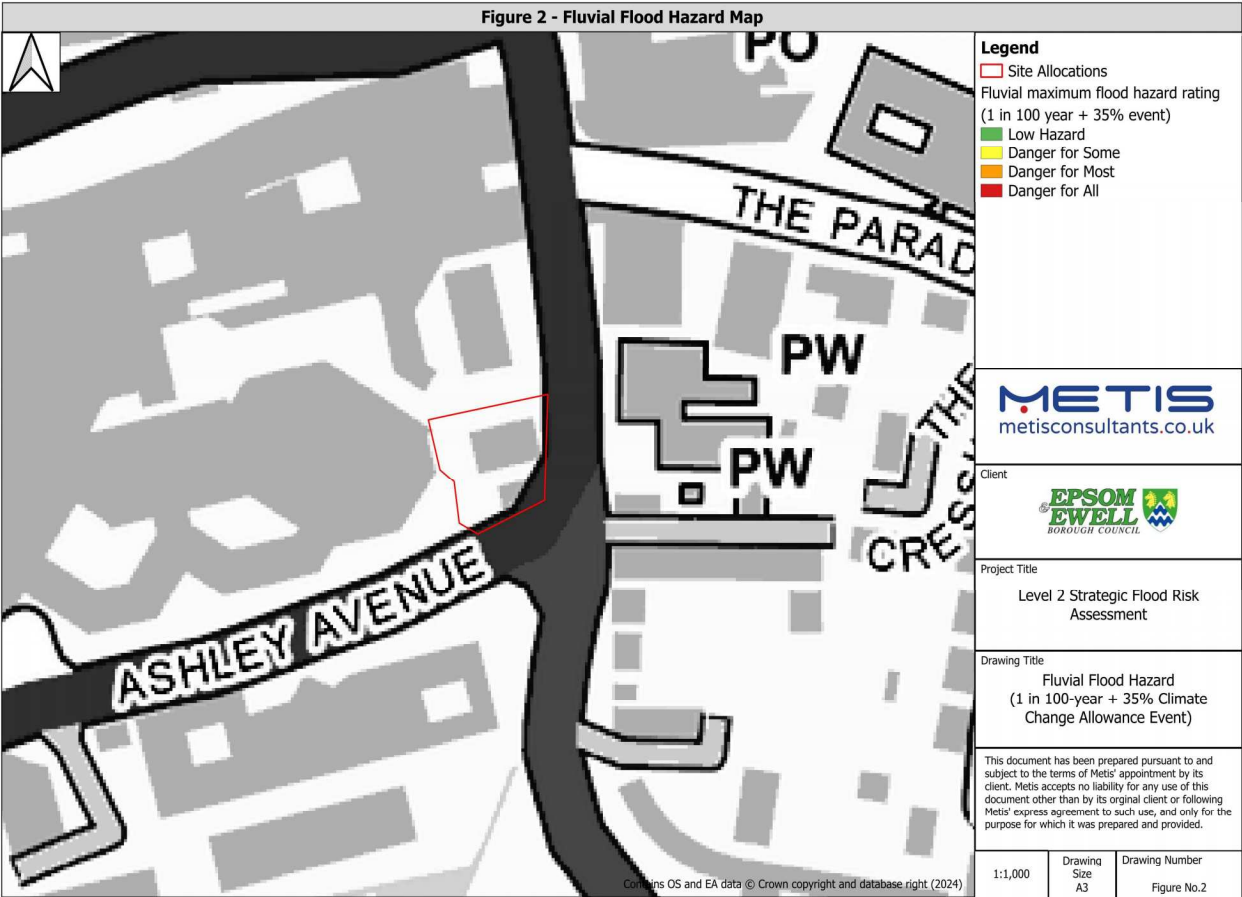 Figure 2 - Fluvial Flood Hazard Map
PO
THE PARAD
PW
PW
THE
CRES
ASHLEY AVENUE
Contains OS and EA data © Crown copyright and database right (2024)
Legend
Site Allocations
Fluvial maximum flood hazard rating
(1 in 100 year + 35% event)
Low Hazard
Danger for Some
Danger for Most
Danger for All
METIS
metisconsultants.co.uk
Client
EPSOM
& EWELL
BOROUGH COUNCIL
Project Title
Level 2 Strategic Flood Risk
Assessment
Drawing Title
Fluvial Flood Hazard
(1 in 100-year + 35% Climate
Change Allowance Event)
This document has been prepared pursuant to and
subject to the terms of Metis' appointment by its
client. Metis accepts no liability for any use of this
document other than by its orginal client or following
Metis' express agreement to such use, and only for the
purpose for which it was prepared and provided.
1:1,000
Drawing
Size
A3
Drawing Number
Figure No.2